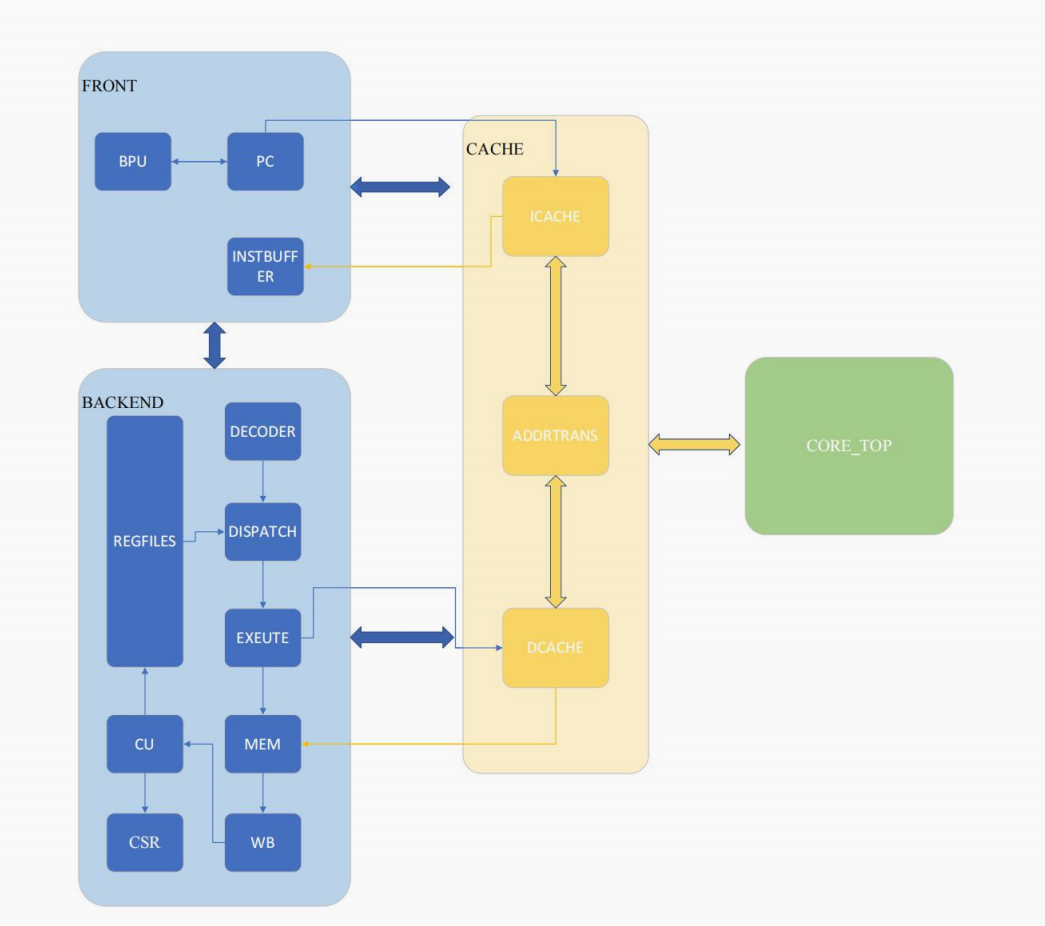 FRONT
BPU
PC
INSTBUFF
ER
CACHE
ICACHE
ADDRTRANS
DCACHE
CORE_TOP
BACKEND
REGFILES
DECODER
DISPATCH
EXEUTE
CU
MEM
CSR
WB